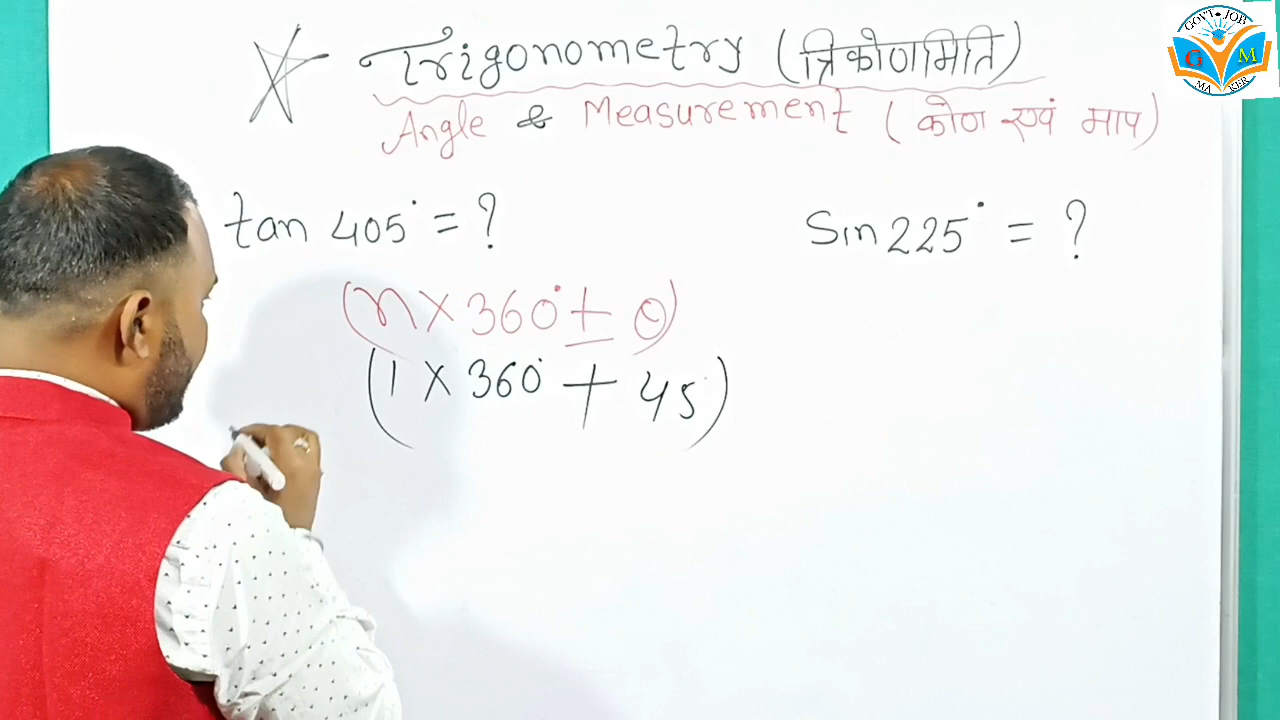 Trigonometry (त्रिकोणमिति)
Angle & Measurement (कोण एवं माप)
tan 405° = ?
Sin 225° = ?
(n × 360° ± θ)
(1 × 360° + 45)
GOVT. JOB
G M
MAKER